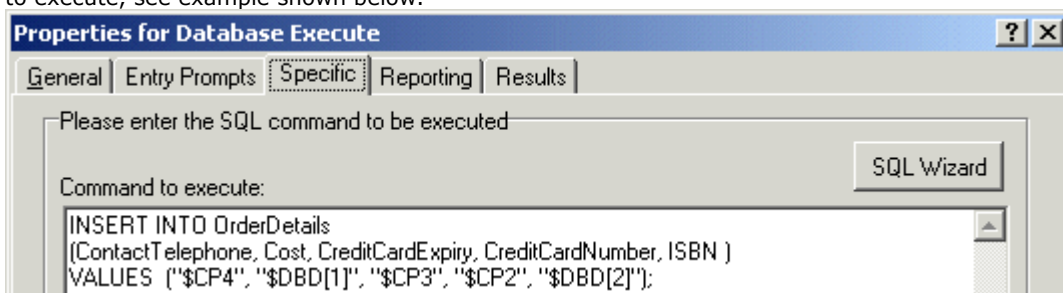 to execute, see example shown below.
Properties for Database Execute
General Entry Prompts Specific Reporting Results
Please enter the SQL command to be executed
SQL Wizard
Command to execute:
INSERT INTO OrderDetails
(ContactTelephone, Cost, CreditCardExpiry, CreditCardNumber, ISBN )
VALUES ("$CP4", "$DBD[1]", "$CP3", "$CP2", "$DBD[2]");